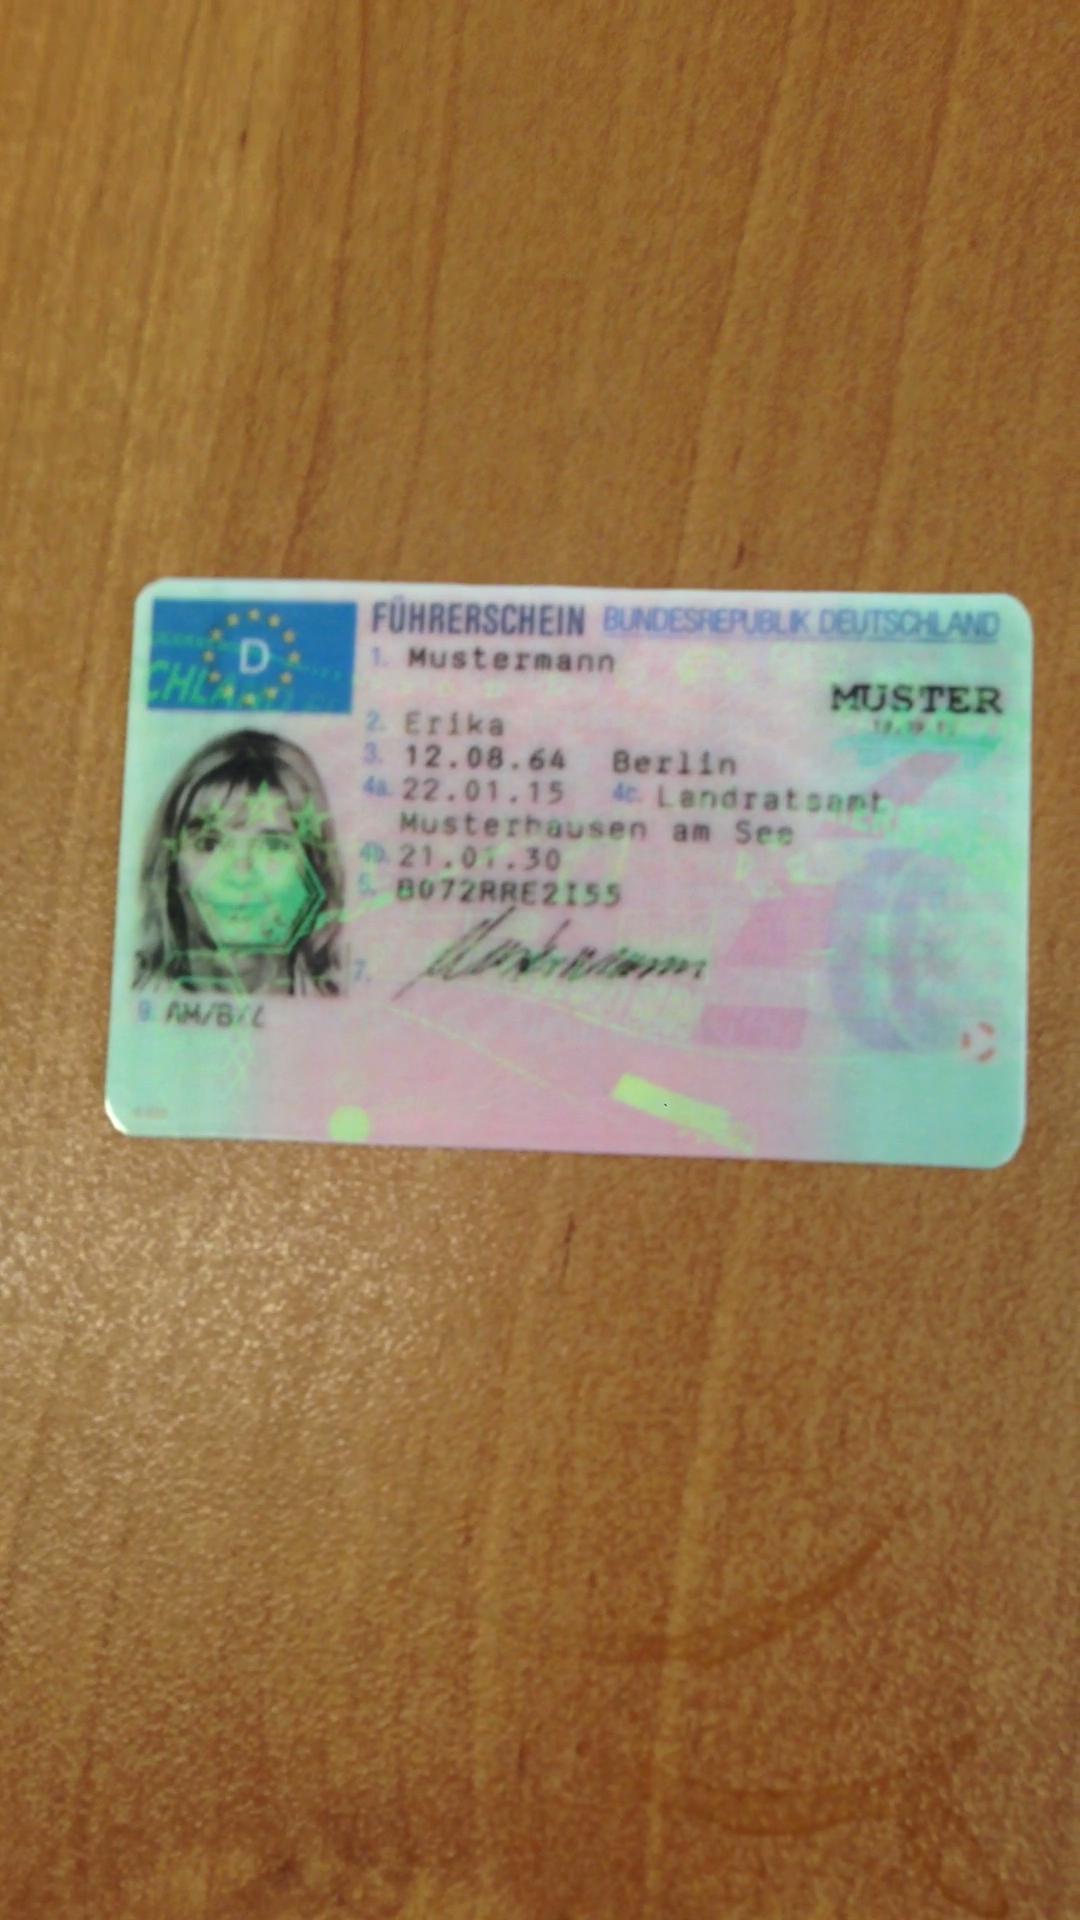 FÜHRERSCHEIN BUNDESREPUBLIK DEUTSCHLAND
D
1. Mustermann
MUSTER
2. Erika
3. 12.08.64 Berlin
4a. 22.01.15 4c. Landratsamt
Musterhausen am See
4b. 21.01.30
5. B072RRE2I55
7. Mustermann
9. AM/B/L